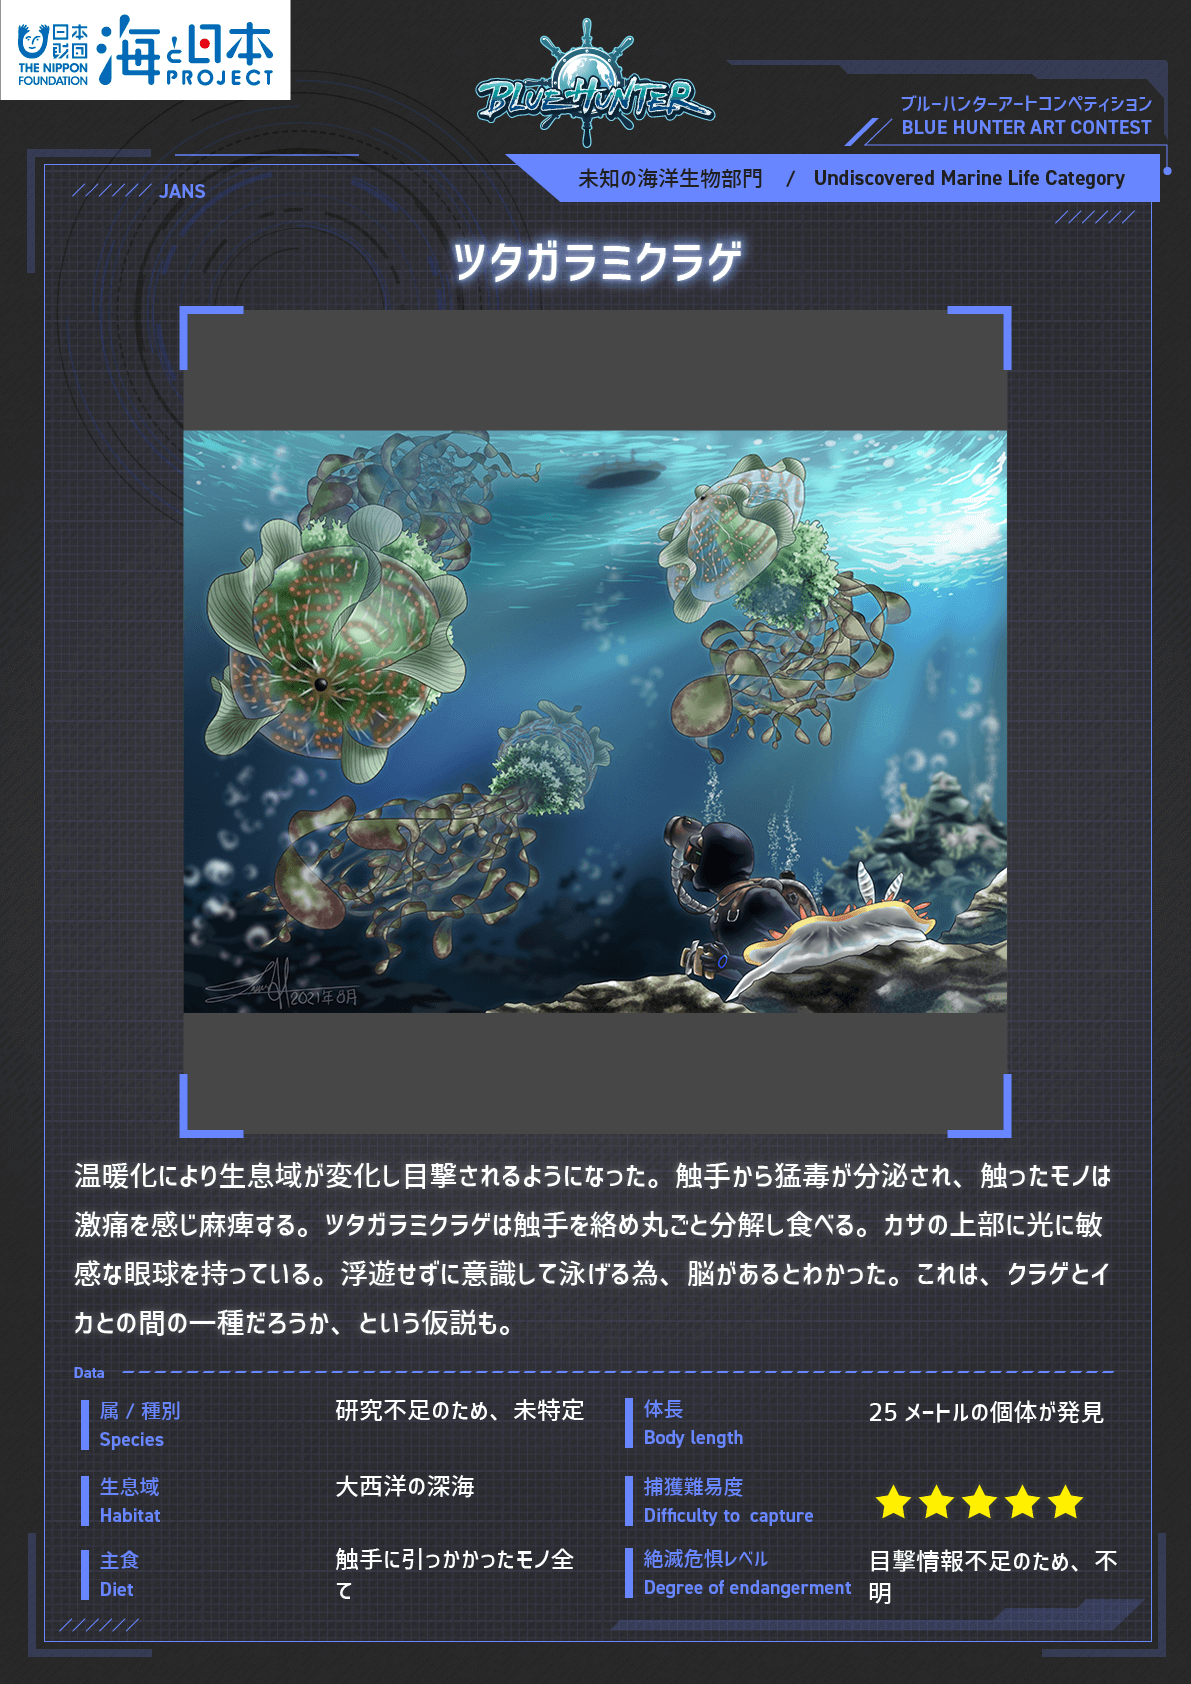 日本
財団
THE NIPPON
FOUNDATION
海と日本
PROJECT
BLUE HUNTER
ブルーハンターアートコンペティション
BLUE HUNTER ART CONTEST
未知の海洋生物部門 / Undiscovered Marine Life Category
JANS
ツタガラミクラゲ
2021年8月
温暖化により生息域が変化し目撃されるようになった。触手から猛毒が分泌され、触ったモノは
激痛を感じ麻痺する。ツタガラミクラゲは触手を絡め丸ごと分解し食べる。カサの上部に光に敏
感な眼球を持っている。浮遊せずに意識して泳げる為、脳があるとわかった。これは、クラゲとイ
カとの間の一種だろうか、という仮説も。
Data
属 / 種別
Species
研究不足のため、未特定
体長
Body length
25 メートルの個体が発見
生息域
Habitat
大西洋の深海
捕獲難易度
Difficulty to capture
★★★★★
主食
Diet
触手に引っかかったモノ全
て
絶滅危惧レベル
Degree of endangerment
目撃情報不足のため、不
明